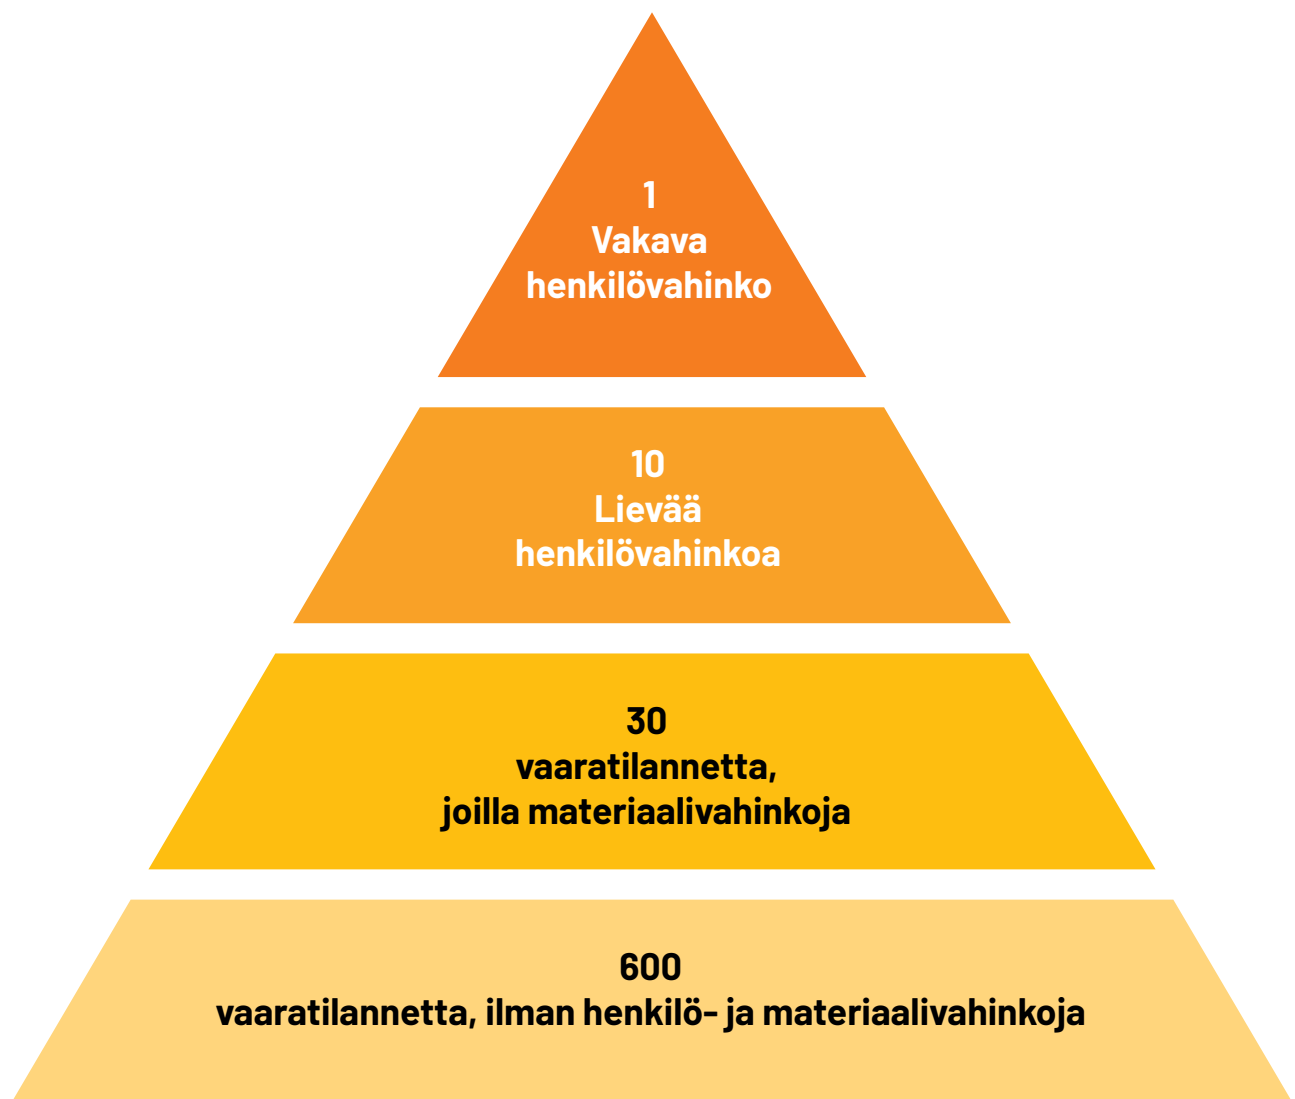 1
Vakava
henkilövahinko
10
Lievää
henkilövahinkoa
30
vaaratilannetta,
joilla materiaalivahinkoja
600
vaaratilannetta, ilman henkilö- ja materiaalivahinkoja